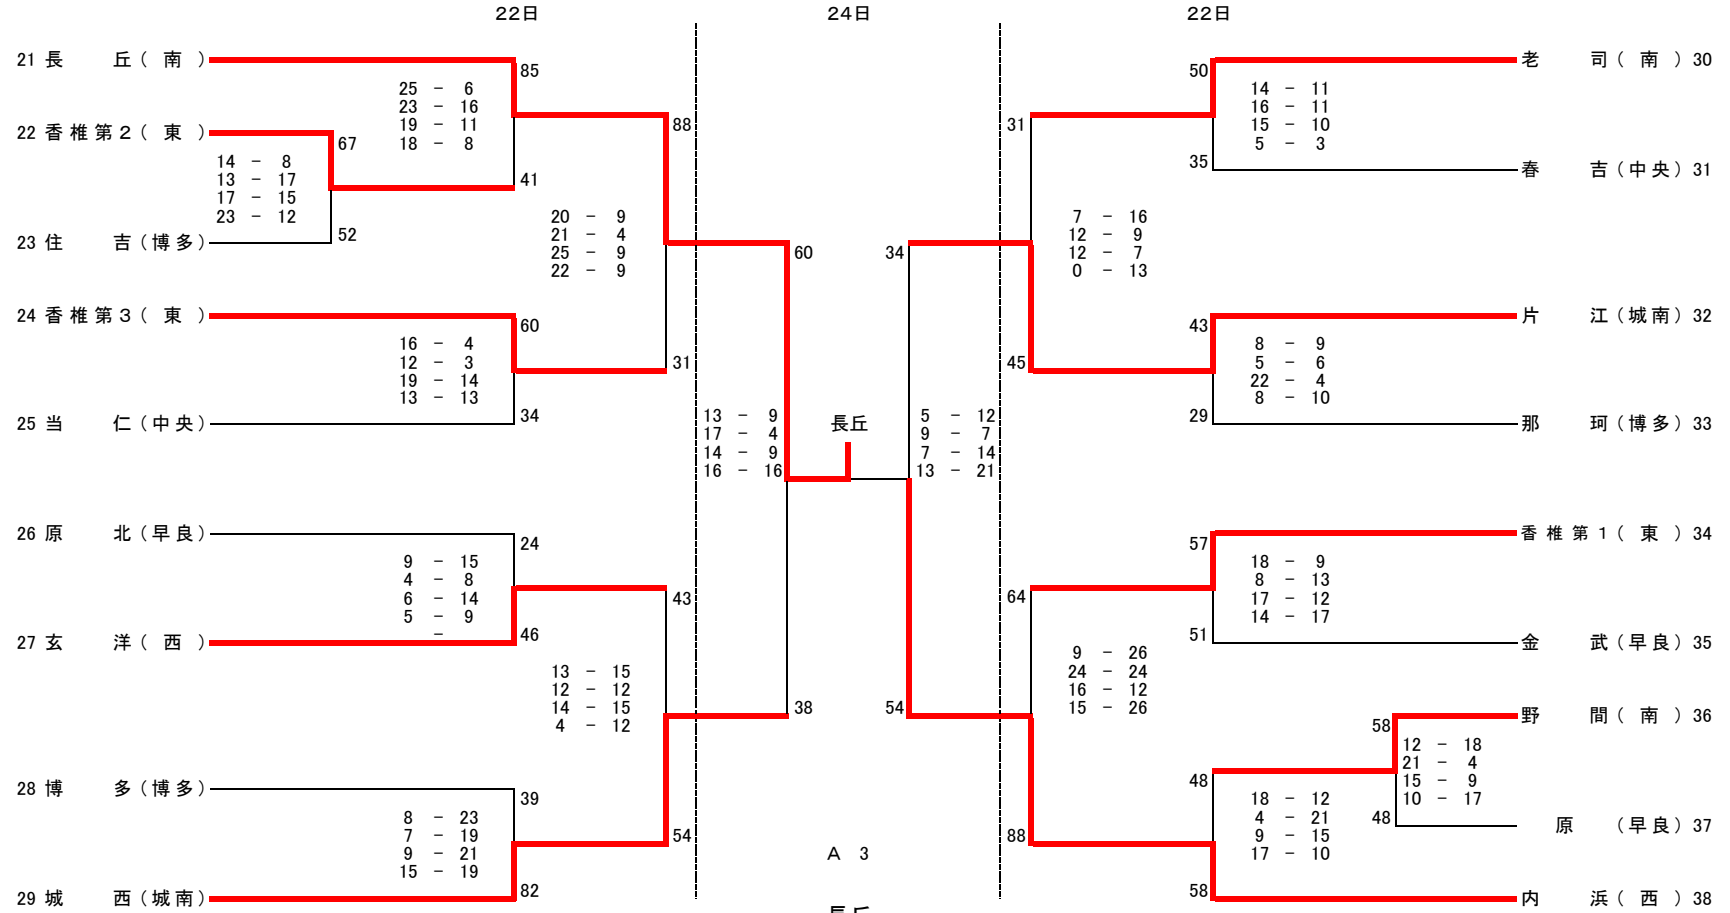 22日 24日 22日
21 長 丘 ( 南 )
85
25 - 6
23 - 16
19 - 11
18 - 8
22 香 椎 第 2 ( 東 )
67
14 - 8
13 - 17
17 - 15
23 - 12
41
23 住 吉 ( 博 多 )
52
88
20 - 9
21 - 4
25 - 9
22 - 9
24 香 椎 第 3 ( 東 )
60
16 - 4
12 - 3
19 - 14
13 - 13
31
25 当 仁 ( 中 央 )
34
60
13 - 9
17 - 4
14 - 9
16 - 16
26 原 北 ( 早 良 )
24
9 - 15
4 - 8
6 - 14
5 - 9
-
27 玄 洋 ( 西 )
46
43
13 - 15
12 - 12
14 - 15
4 - 12
38
28 博 多 ( 博 多 )
39
8 - 23
7 - 19
9 - 21
15 - 19
54
29 城 西 ( 城 南 )
82
長丘
A 3
長丘
老 司 ( 南 ) 30
50
14 - 11
16 - 11
15 - 10
5 - 3
31
35
春 吉 ( 中 央 ) 31
34
7 - 16
12 - 9
12 - 7
0 - 13
片 江 ( 城 南 ) 32
43
8 - 9
5 - 6
22 - 4
8 - 10
45
29
那 珂 ( 博 多 ) 33
5 - 12
9 - 7
7 - 14
13 - 21
香 椎 第 1 ( 東 ) 34
57
18 - 9
8 - 13
17 - 12
14 - 17
64
51
金 武 ( 早 良 ) 35
9 - 26
24 - 24
16 - 12
15 - 26
54
野 間 ( 南 ) 36
58
12 - 18
21 - 4
15 - 9
10 - 17
48
48
原 ( 早 良 ) 37
18 - 12
4 - 21
9 - 15
17 - 10
88
58
内 浜 ( 西 ) 38